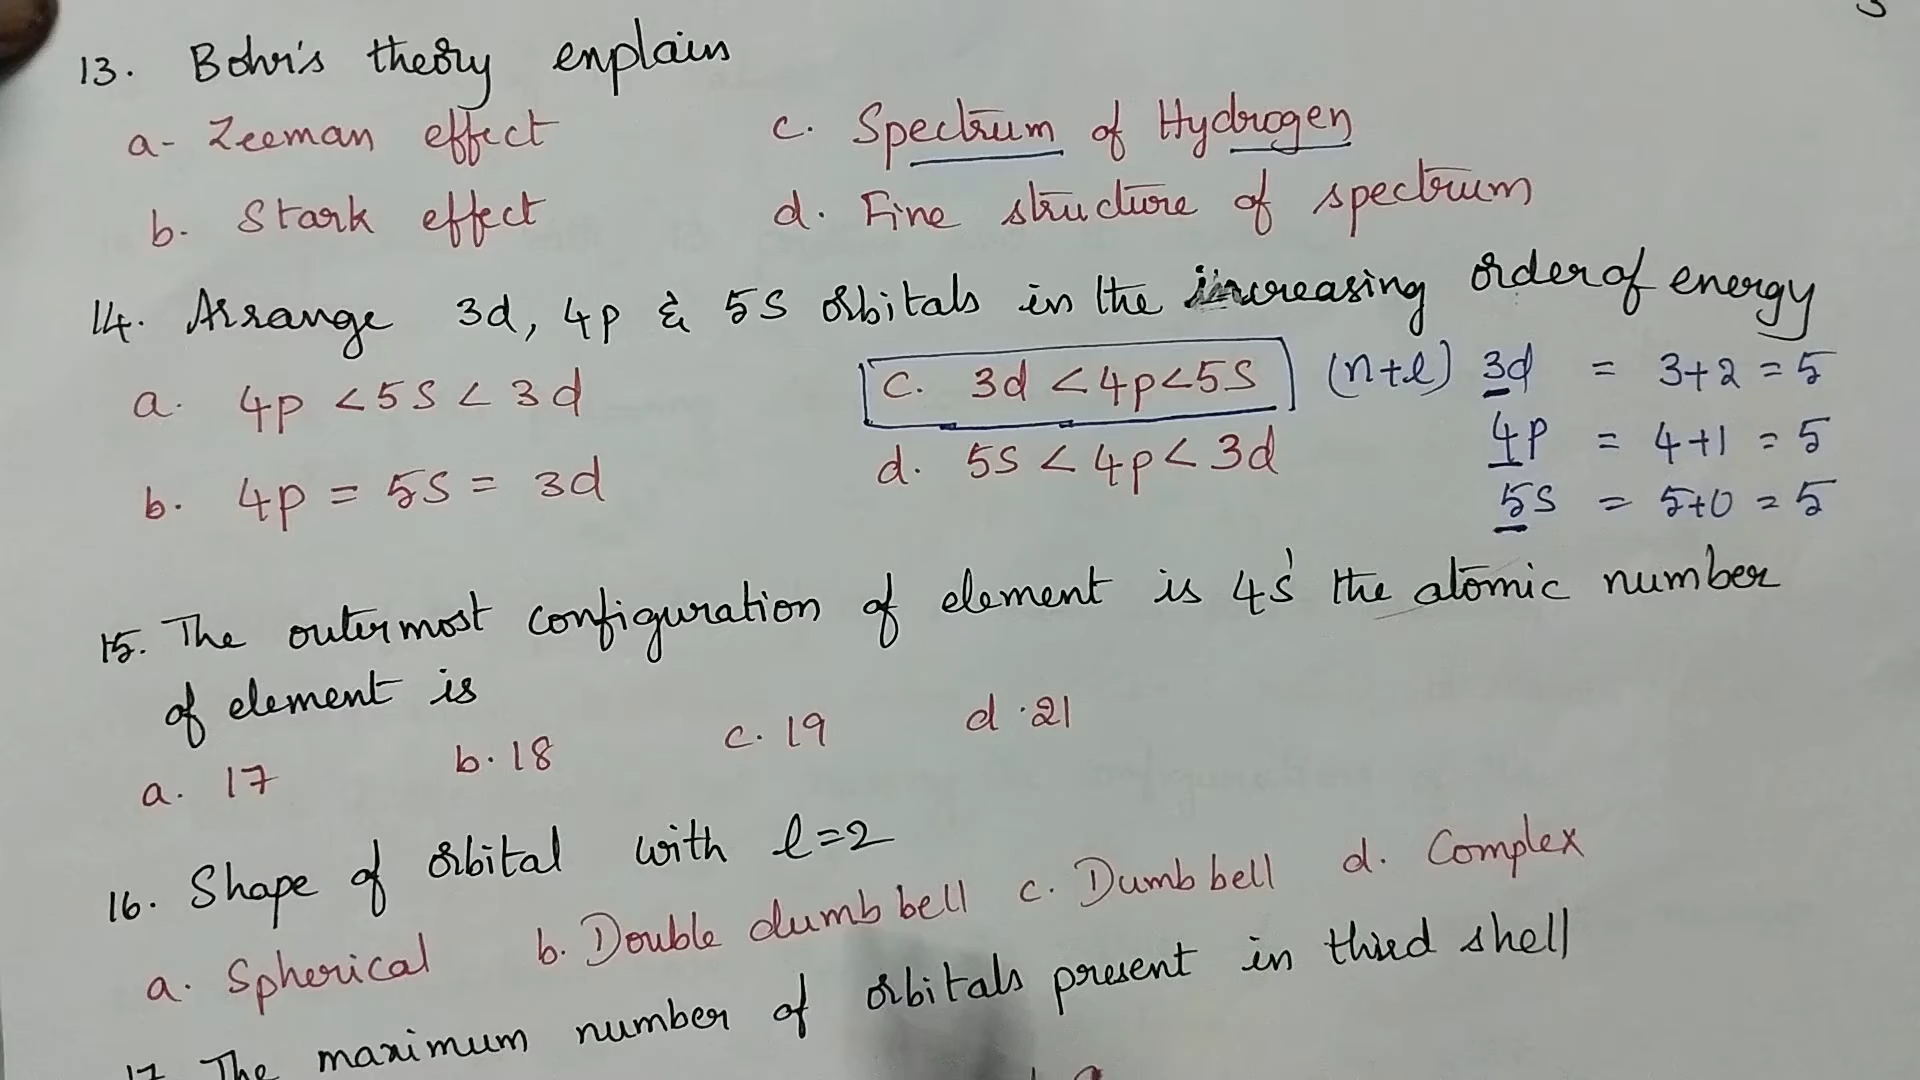 13. Bohr's theory explain
a- Zeeman effect c. Spectrum of Hydrogen
b. Stark effect d. Fine structure of spectrum
14. Arrange 3d, 4p & 5S orbitals in the increasing order of energy
a. 4p < 5S < 3d c. 3d < 4p < 5S (n+l) 3d = 3+2 = 5
b. 4p = 5S = 3d d. 5S < 4p < 3d 4p = 4+1 = 5
5S = 5+0 = 5
15. The outermost configuration of element is 4s¹ the atomic number
of element is
a. 17 b. 18 c. 19 d. 21
16. Shape of orbital with l=2
a. Spherical b. Double dumb bell c. Dumb bell d. Complex
17 The maximum number of orbitals present in third shell